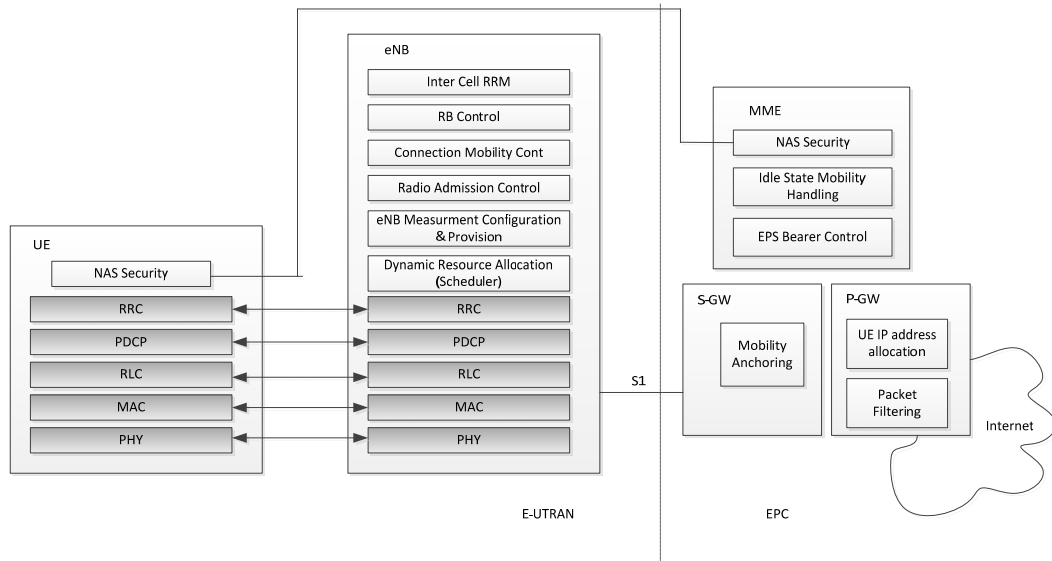 eNB
Inter Cell RRM
RB Control
Connection Mobility Cont
Radio Admission Control
eNB Measurment Configuration
& Provision
Dynamic Resource Allocation
(Scheduler)
RRC
PDCP
RLC
MAC
PHY
UE
NAS Security
RRC
PDCP
RLC
MAC
PHY
MME
NAS Security
Idle State Mobility
Handling
EPS Bearer Control
S1
S-GW
Mobility
Anchoring
P-GW
UE IP address
allocation
Packet
Filtering
Internet
E-UTRAN
EPC